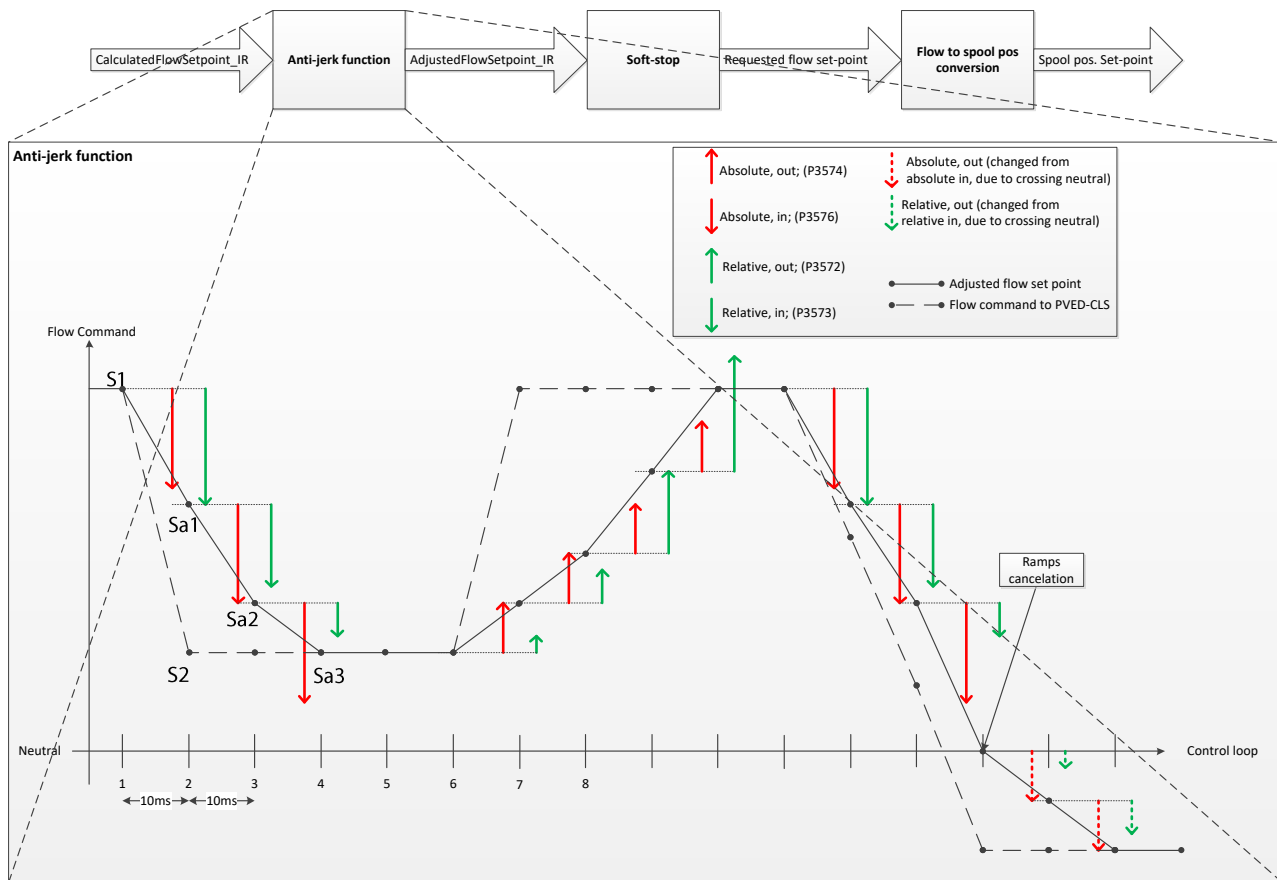 CalculatedFlowSetpoint_IR
Anti-jerk function
AdjustedFlowSetpoint_IR
Soft-stop
Requested flow set-point
Flow to spool pos
conversion
Spool pos. Set-point
Anti-jerk function
Absolute, out; (P3574)
Absolute, in; (P3576)
Relative, out; (P3572)
Relative, in; (P3573)
Absolute, out (changed from
absolute in, due to crossing neutral)
Relative, out (changed from
relative in, due to crossing neutral)
Adjusted flow set point
Flow command to PVED-CLS
Flow Command
S1
Sa1
Sa2
S2
Sa3
Ramps
cancelation
Neutral
Control loop
1 2 3 4 5 6 7 8
10ms 10ms